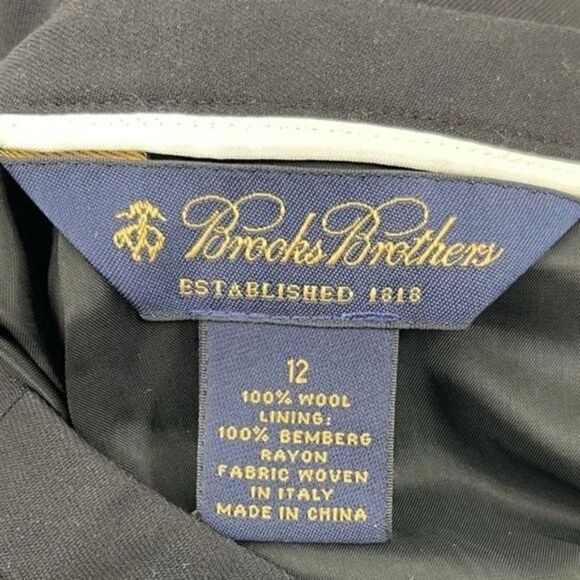 Brooks Brothers
ESTABLISHED 1818
12
100% WOOL
LINING:
100% BEMBERG
RAYON
FABRIC WOVEN
IN ITALY
MADE IN CHINA